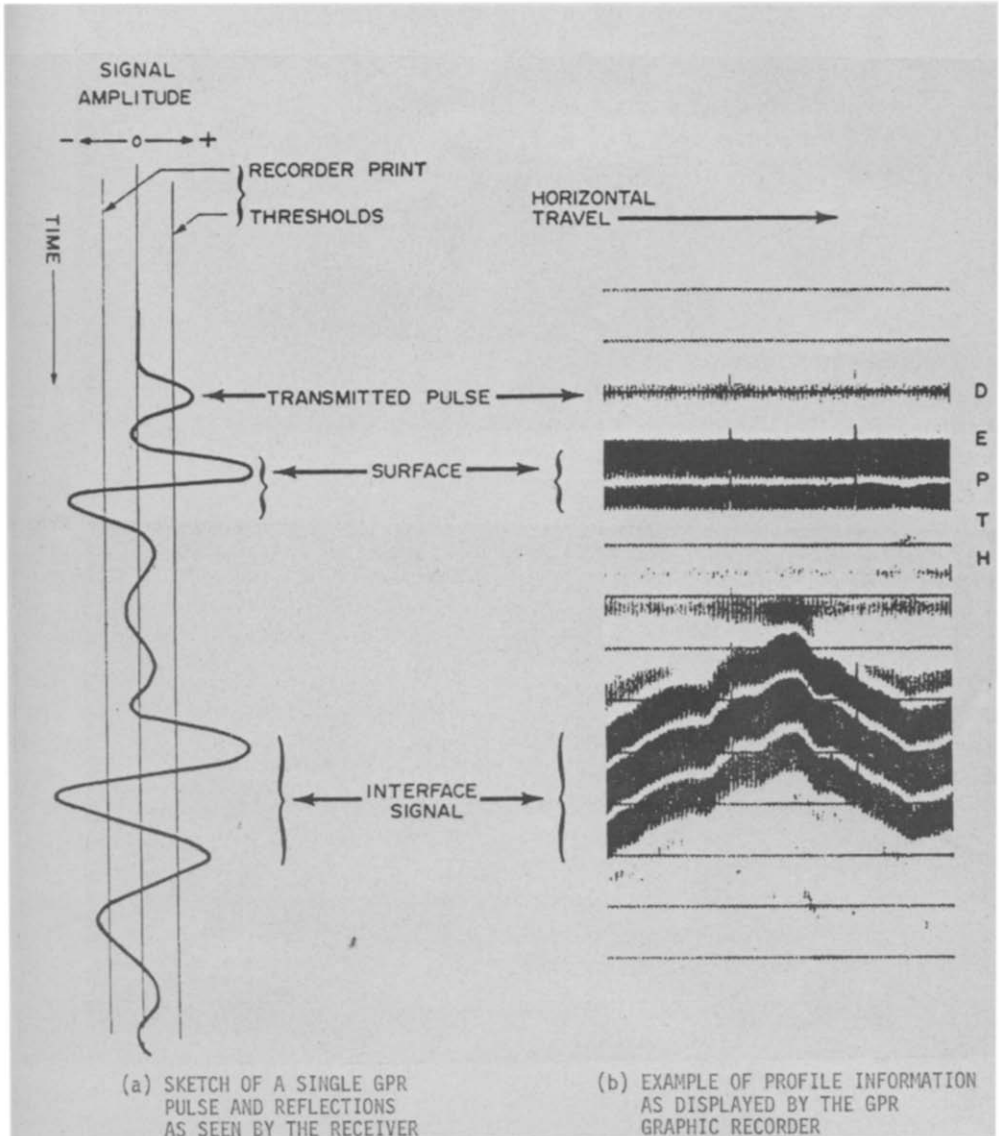 SIGNAL
AMPLITUDE
- o +
RECORDER PRINT
THRESHOLDS
TIME
HORIZONTAL
TRAVEL
TRANSMITTED PULSE
SURFACE
INTERFACE
SIGNAL
DEPTH
(a) SKETCH OF A SINGLE GPR
PULSE AND REFLECTIONS
AS SEEN BY THE RECEIVER
(b) EXAMPLE OF PROFILE INFORMATION
AS DISPLAYED BY THE GPR
GRAPHIC RECORDER